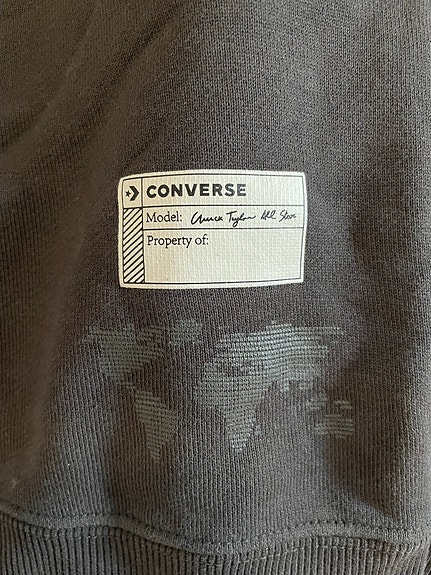 CONVERSE
Model: Chuck Taylor All Star
Property of: